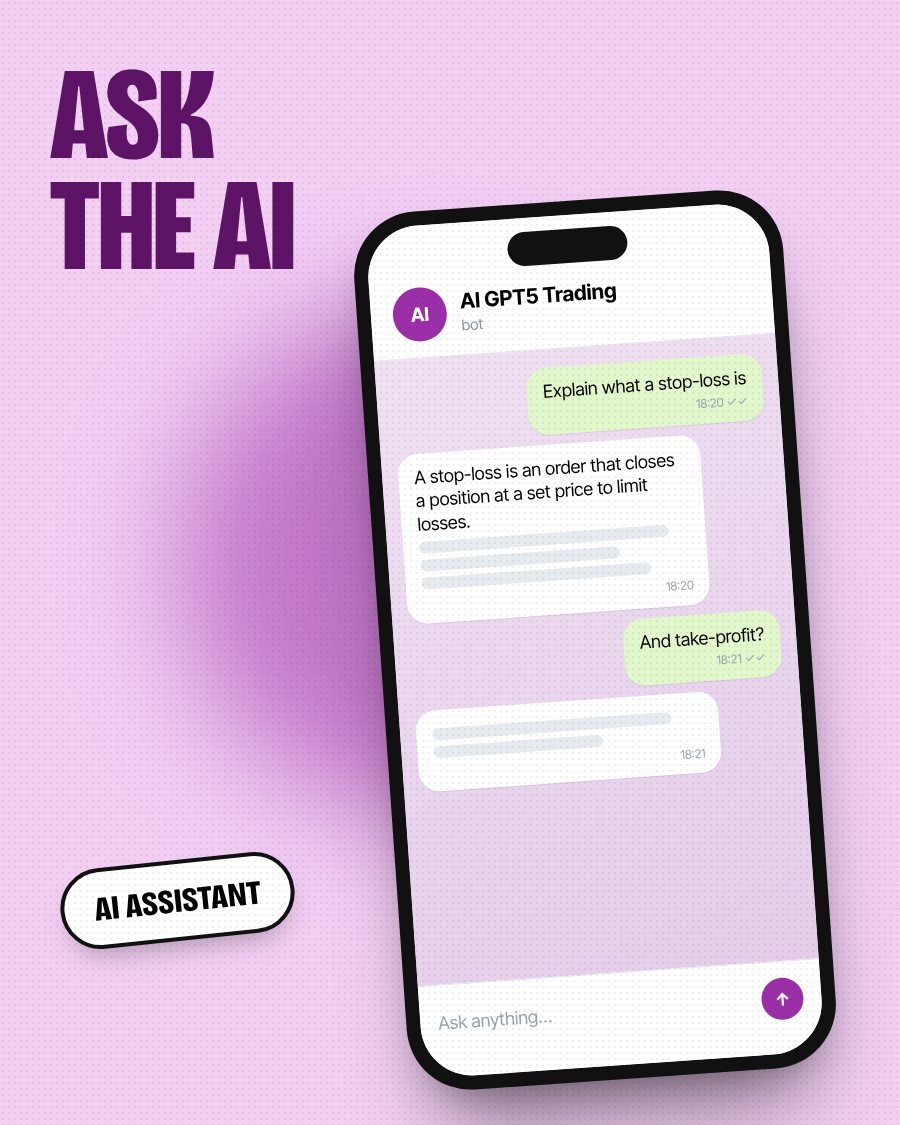 ASK
THE AI
AI
AI GPT5 Trading
bot
Explain what a stop-loss is
18:20 ✓✓
A stop-loss is an order that closes
a position at a set price to limit
losses.
18:20
And take-profit?
18:21 ✓✓
18:21
AI ASSISTANT
Ask anything...